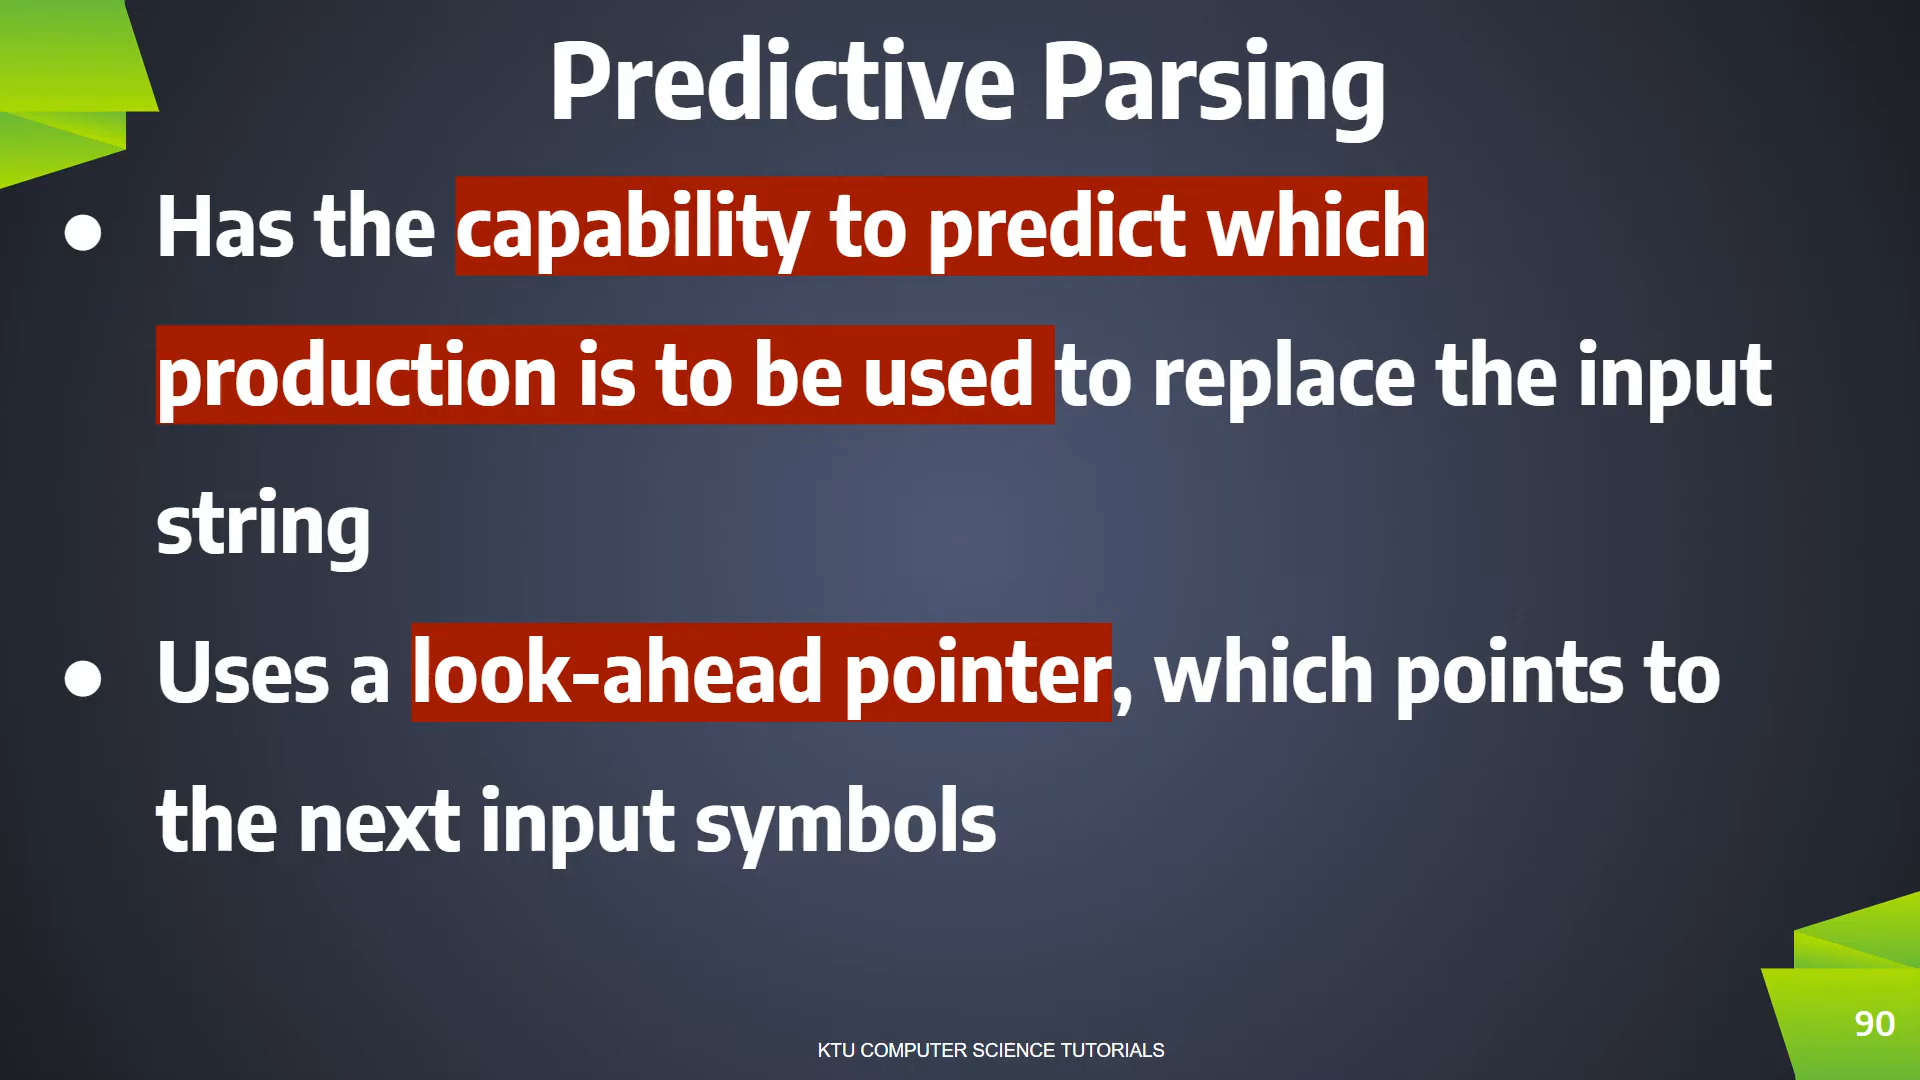 Predictive Parsing
● Has the capability to predict which
production is to be used to replace the input
string
● Uses a look-ahead pointer, which points to
the next input symbols
90
KTU COMPUTER SCIENCE TUTORIALS